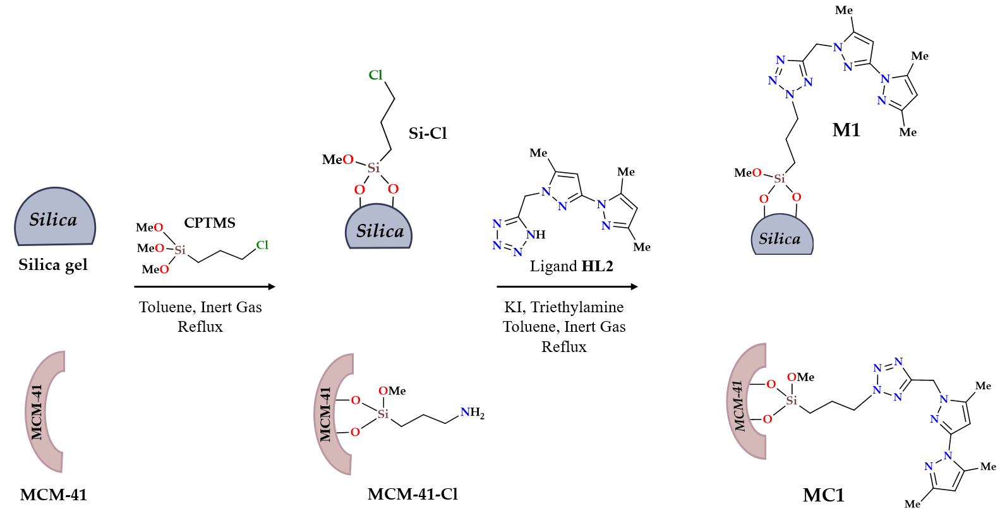 Silica
Silica gel
CPTMS
MeO
MeO
MeO
Si
Cl
Toluene, Inert Gas
Reflux
Cl
Si-Cl
MeO
Si
O
O
Silica
Me
N
N
N
N
Me
Me
N
N
N
NH
Ligand HL2
KI, Triethylamine
Toluene, Inert Gas
Reflux
Me
N
N
N
N
N
N
Me
N
N
Me
M1
MeO
Si
O
O
Silica
MCM-41
MCM-41
MCM-41
O
O
Si
OMe
NH2
MCM-41-Cl
MCM-41
O
O
Si
OMe
N
N
N
N
N
N
Me
N
N
Me
Me
MC1